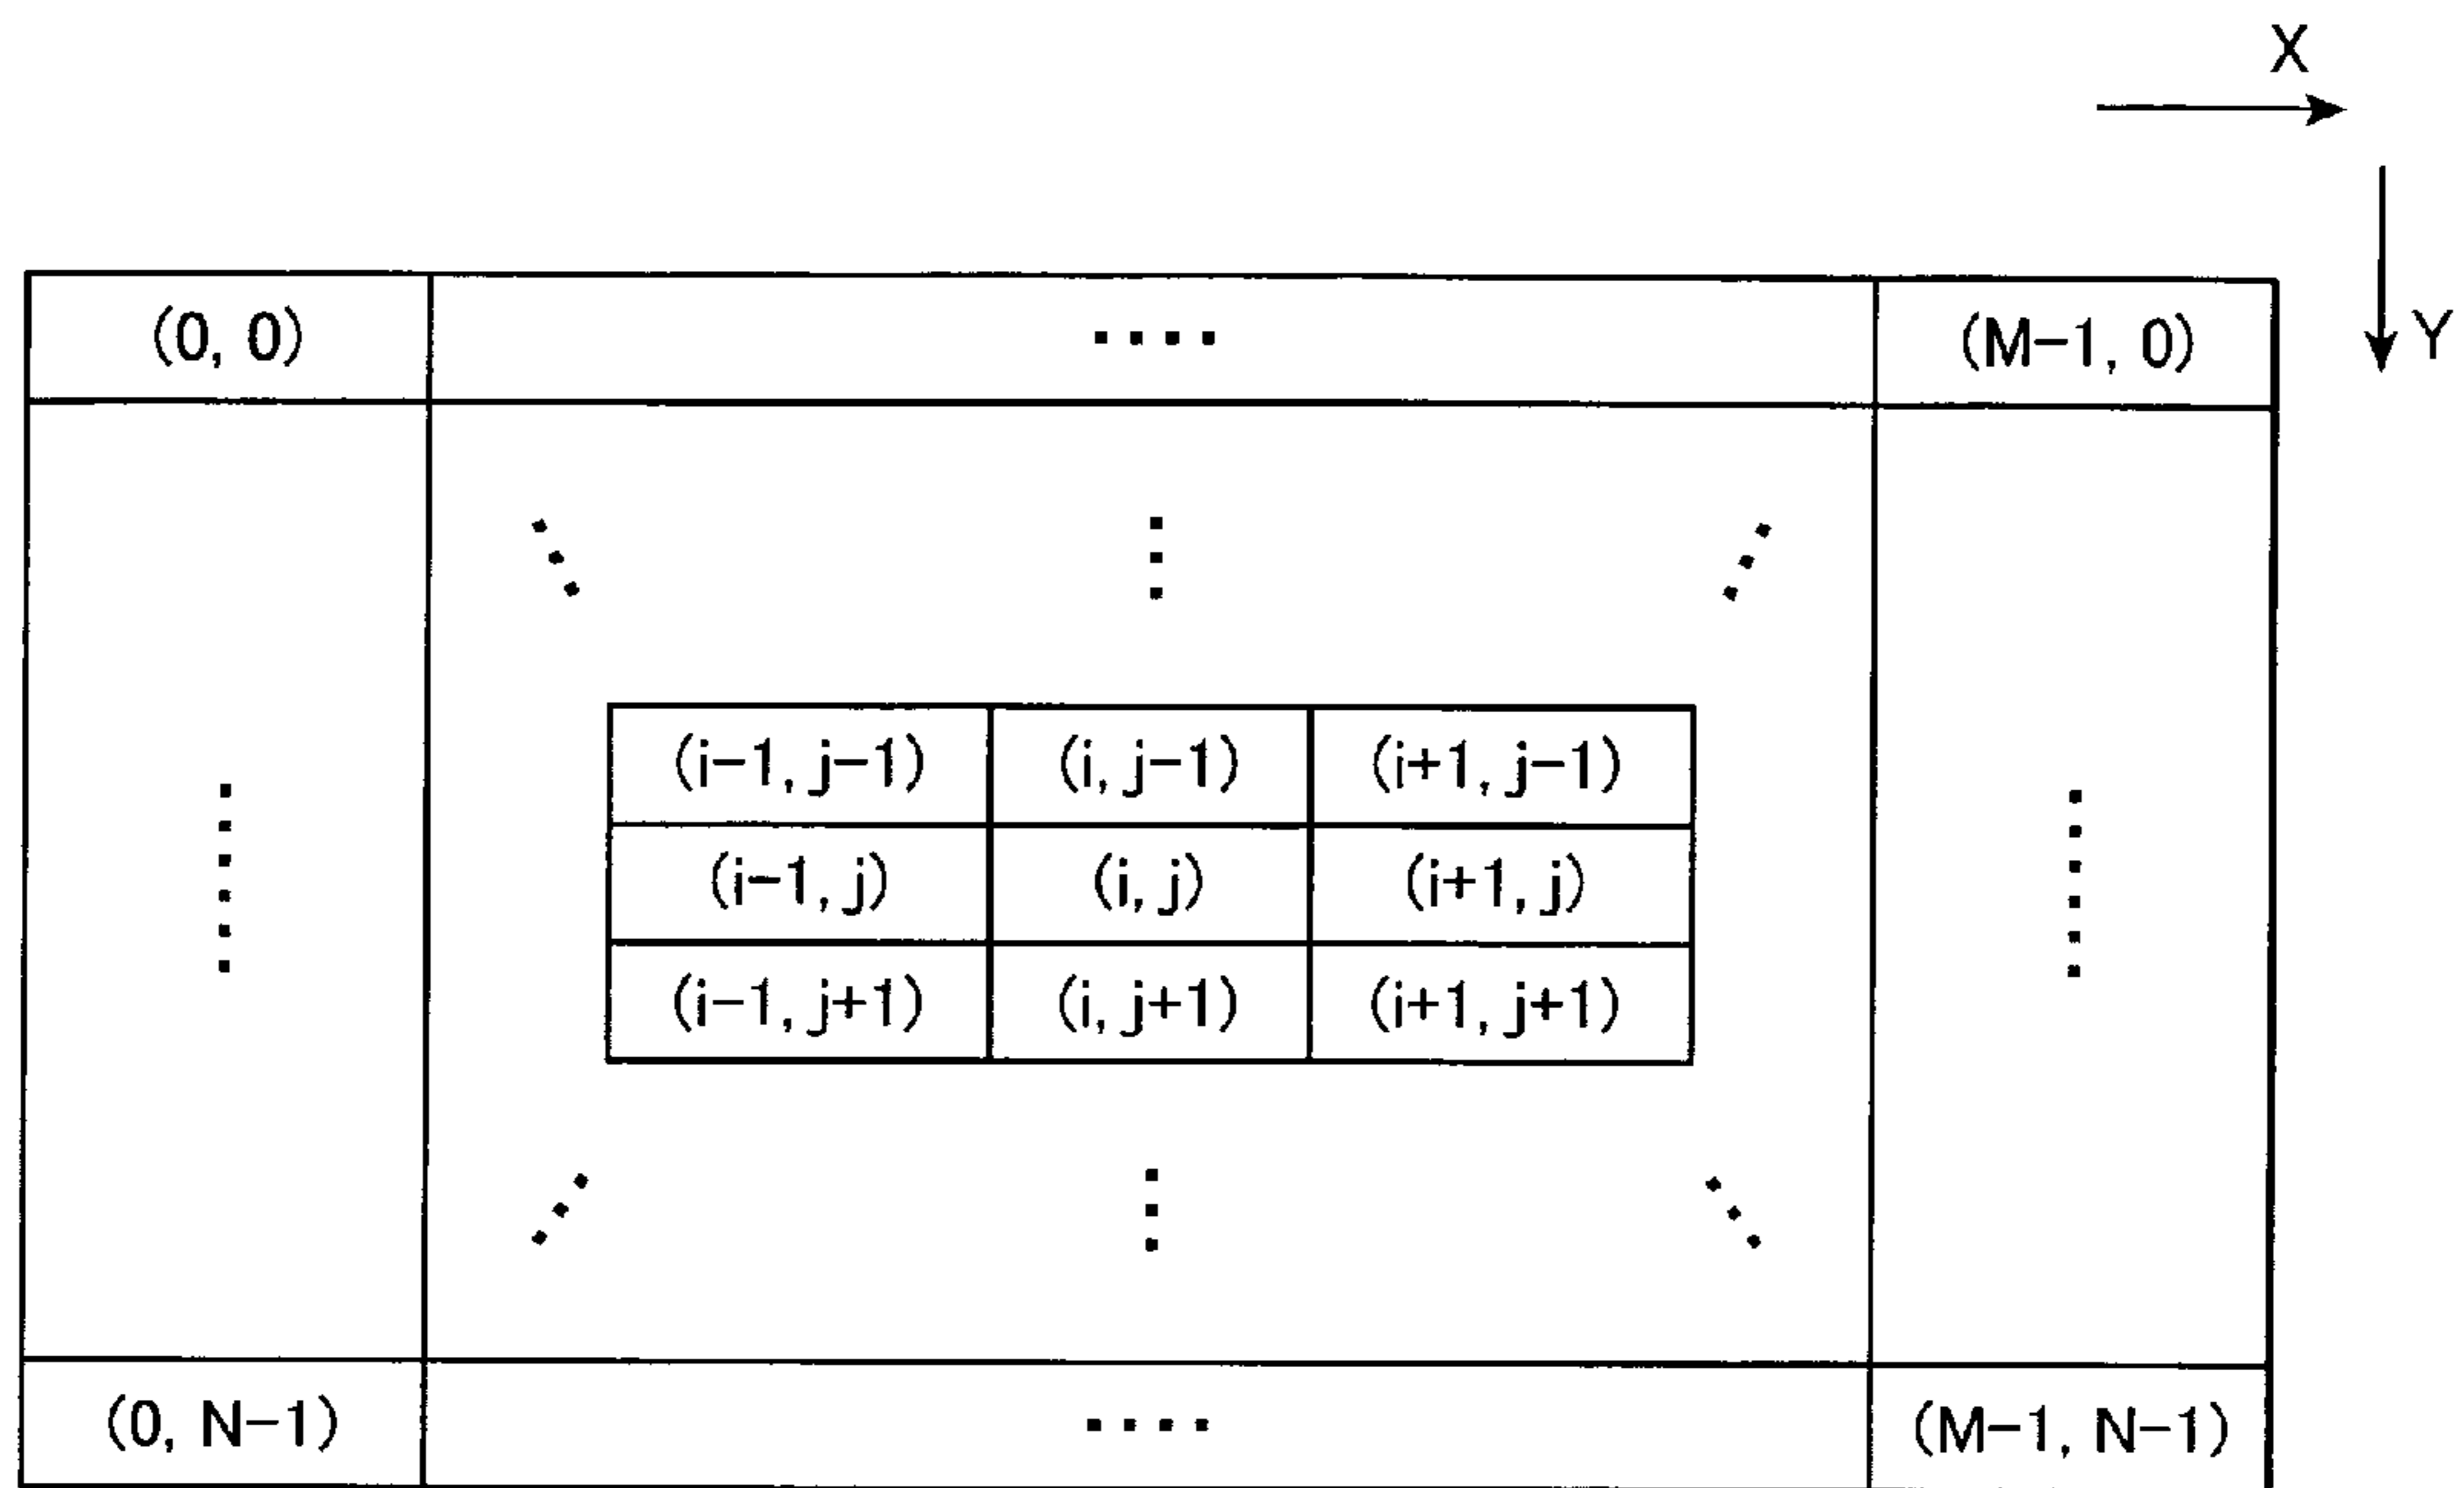 X
Y
(0, 0) ････ (M-1, 0)
(i-1, j-1) (i, j-1) (i+1, j-1)
(i-1, j) (i, j) (i+1, j)
(i-1, j+1) (i, j+1) (i+1, j+1)
(0, N-1) ････ (M-1, N-1)